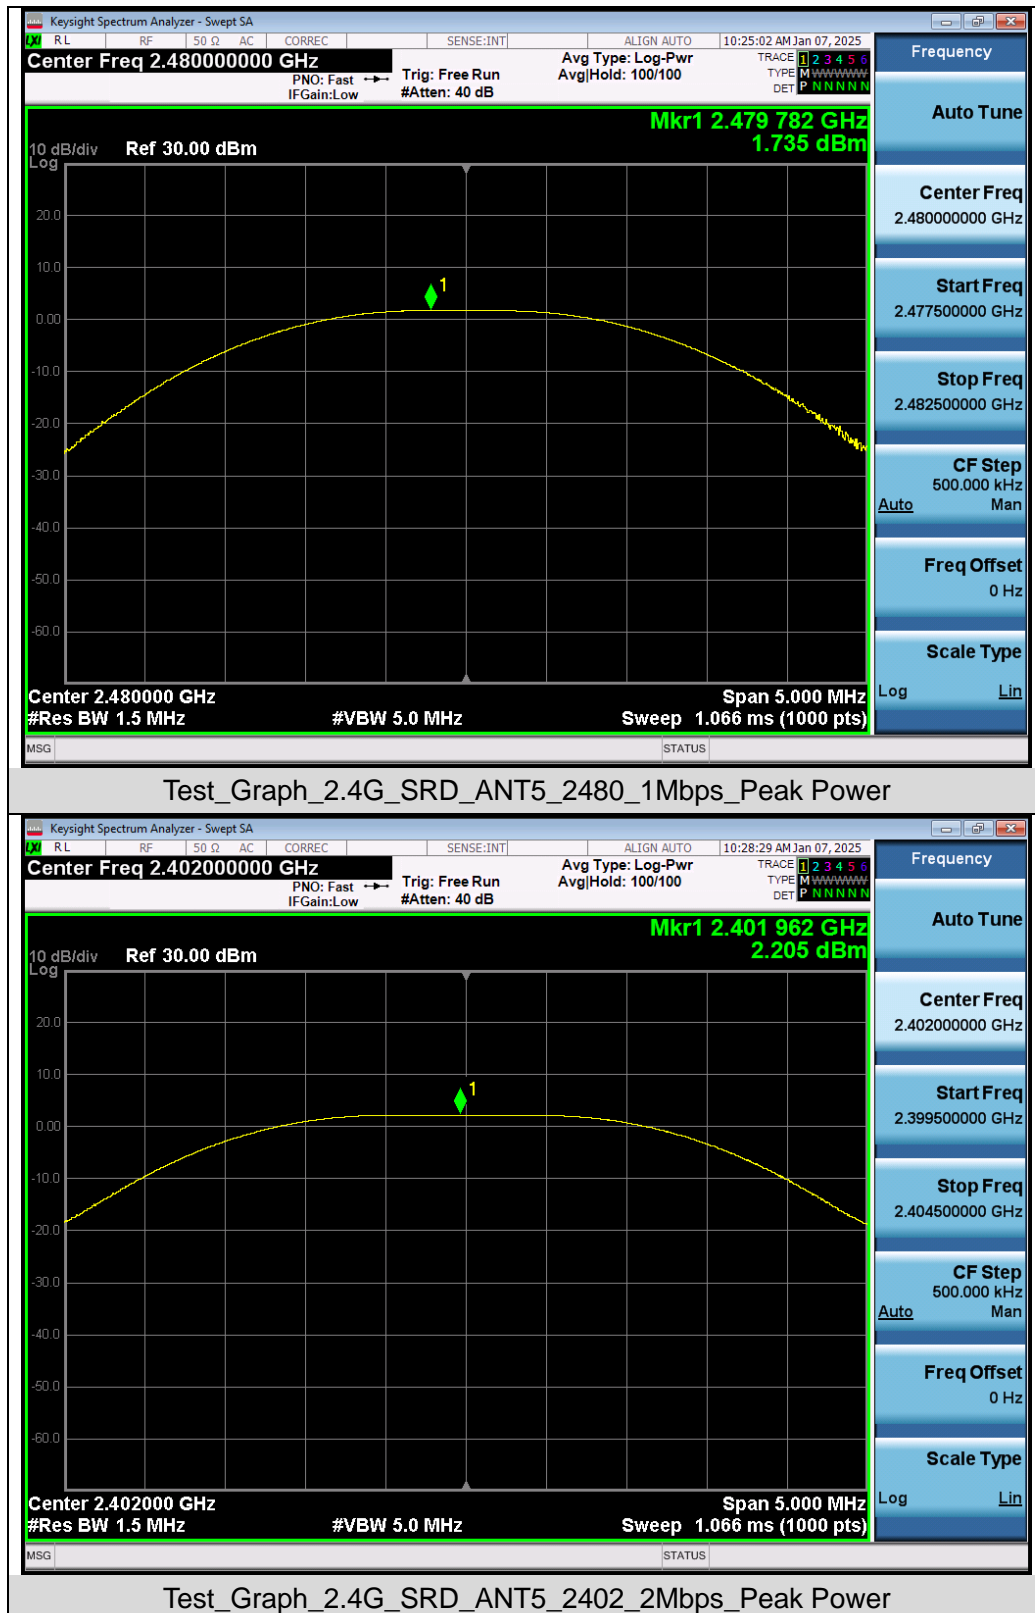 Keysight Spectrum Analyzer - Swept SA
LXI RL RF 50 Ω AC CORREC SENSE:INT ALIGN AUTO 10:25:02 AM Jan 07, 2025
Center Freq 2.480000000 GHz
PNO: Fast
IFGain:Low
Trig: Free Run
#Atten: 40 dB
Avg Type: Log-Pwr
Avg|Hold: 100/100
TRACE 1 2 3 4 5 6
TYPE M WWWWW
DET P N N N N N
Mkr1 2.479 782 GHz
1.735 dBm
10 dB/div Ref 30.00 dBm
Log
20.0
10.0
0.00
-10.0
-20.0
-30.0
-40.0
-50.0
-60.0
1
Center 2.480000 GHz Span 5.000 MHz
#Res BW 1.5 MHz #VBW 5.0 MHz Sweep 1.066 ms (1000 pts)
MSG STATUS
Frequency
Auto Tune
Center Freq
2.480000000 GHz
Start Freq
2.477500000 GHz
Stop Freq
2.482500000 GHz
CF Step
500.000 kHz
Auto Man
Freq Offset
0 Hz
Scale Type
Log Lin
Test_Graph_2.4G_SRD_ANT5_2480_1Mbps_Peak Power
Keysight Spectrum Analyzer - Swept SA
LXI RL RF 50 Ω AC CORREC SENSE:INT ALIGN AUTO 10:28:29 AM Jan 07, 2025
Center Freq 2.402000000 GHz
PNO: Fast
IFGain:Low
Trig: Free Run
#Atten: 40 dB
Avg Type: Log-Pwr
Avg|Hold: 100/100
TRACE 1 2 3 4 5 6
TYPE M WWWWW
DET P N N N N N
Mkr1 2.401 962 GHz
2.205 dBm
10 dB/div Ref 30.00 dBm
Log
20.0
10.0
0.00
-10.0
-20.0
-30.0
-40.0
-50.0
-60.0
1
Center 2.402000 GHz Span 5.000 MHz
#Res BW 1.5 MHz #VBW 5.0 MHz Sweep 1.066 ms (1000 pts)
MSG STATUS
Frequency
Auto Tune
Center Freq
2.402000000 GHz
Start Freq
2.399500000 GHz
Stop Freq
2.404500000 GHz
CF Step
500.000 kHz
Auto Man
Freq Offset
0 Hz
Scale Type
Log Lin
Test_Graph_2.4G_SRD_ANT5_2402_2Mbps_Peak Power